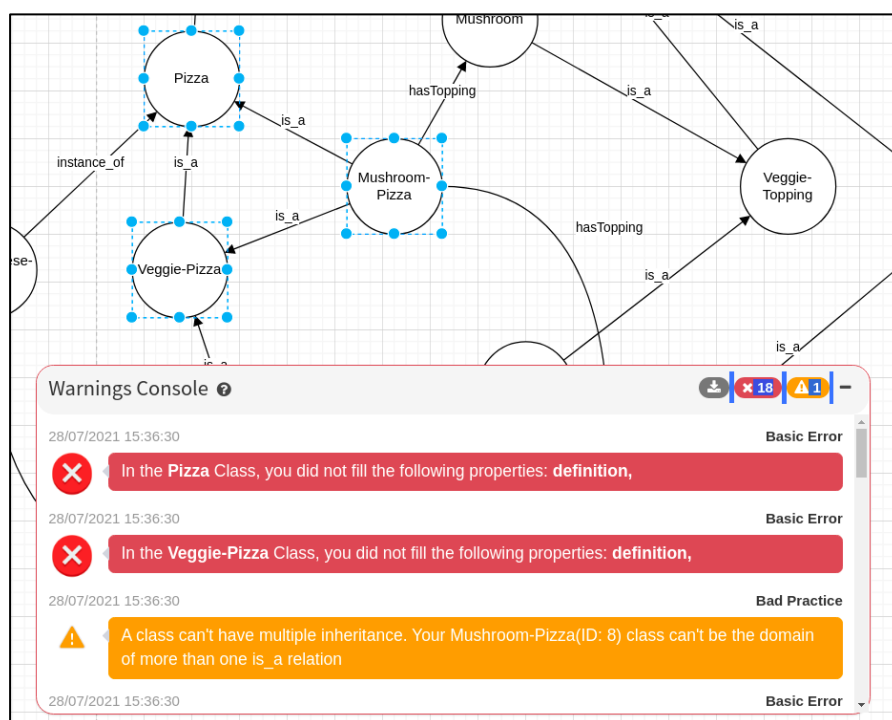 Mushroom
is_a
is_a
Pizza
hasTopping
is_a
is_a
instance_of
is_a
Mushroom-
Pizza
Veggie-
Topping
is_a
hasTopping
ese-
Veggie-Pizza
is_a
is_a
is_a
Warnings Console
18
1
28/07/2021 15:36:30
Basic Error
In the Pizza Class, you did not fill the following properties: definition,
28/07/2021 15:36:30
Basic Error
In the Veggie-Pizza Class, you did not fill the following properties: definition,
28/07/2021 15:36:30
Bad Practice
A class can't have multiple inheritance. Your Mushroom-Pizza(ID: 8) class can't be the domain
of more than one is_a relation
28/07/2021 15:36:30
Basic Error